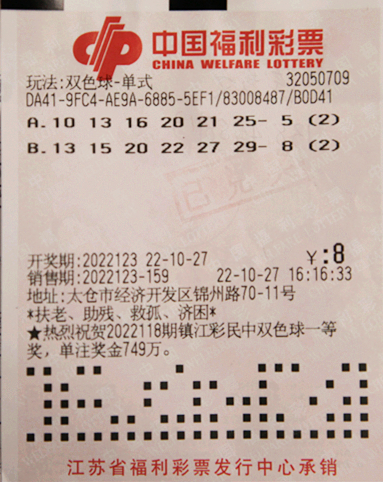 中国福利彩票
CHINA WELFARE LOTTERY
玩法:双色球-单式 32050709
DA41-9FC4-AE9A-6885-5EF1/83008487/B0D41
A.10 13 16 20 21 25- 5 (2)
B.13 15 20 22 27 29- 8 (2)
已兑奖
开奖期:2022123 22-10-27 ¥:8
销售期:2022123-159 22-10-27 16:16:33
地址:太仓市经济开发区锦州路70-11号
*扶老、助残、救孤、济困*
★热烈祝贺2022118期镇江彩民中双色球一等
奖,单注奖金749万。
江苏省福利彩票发行中心承销